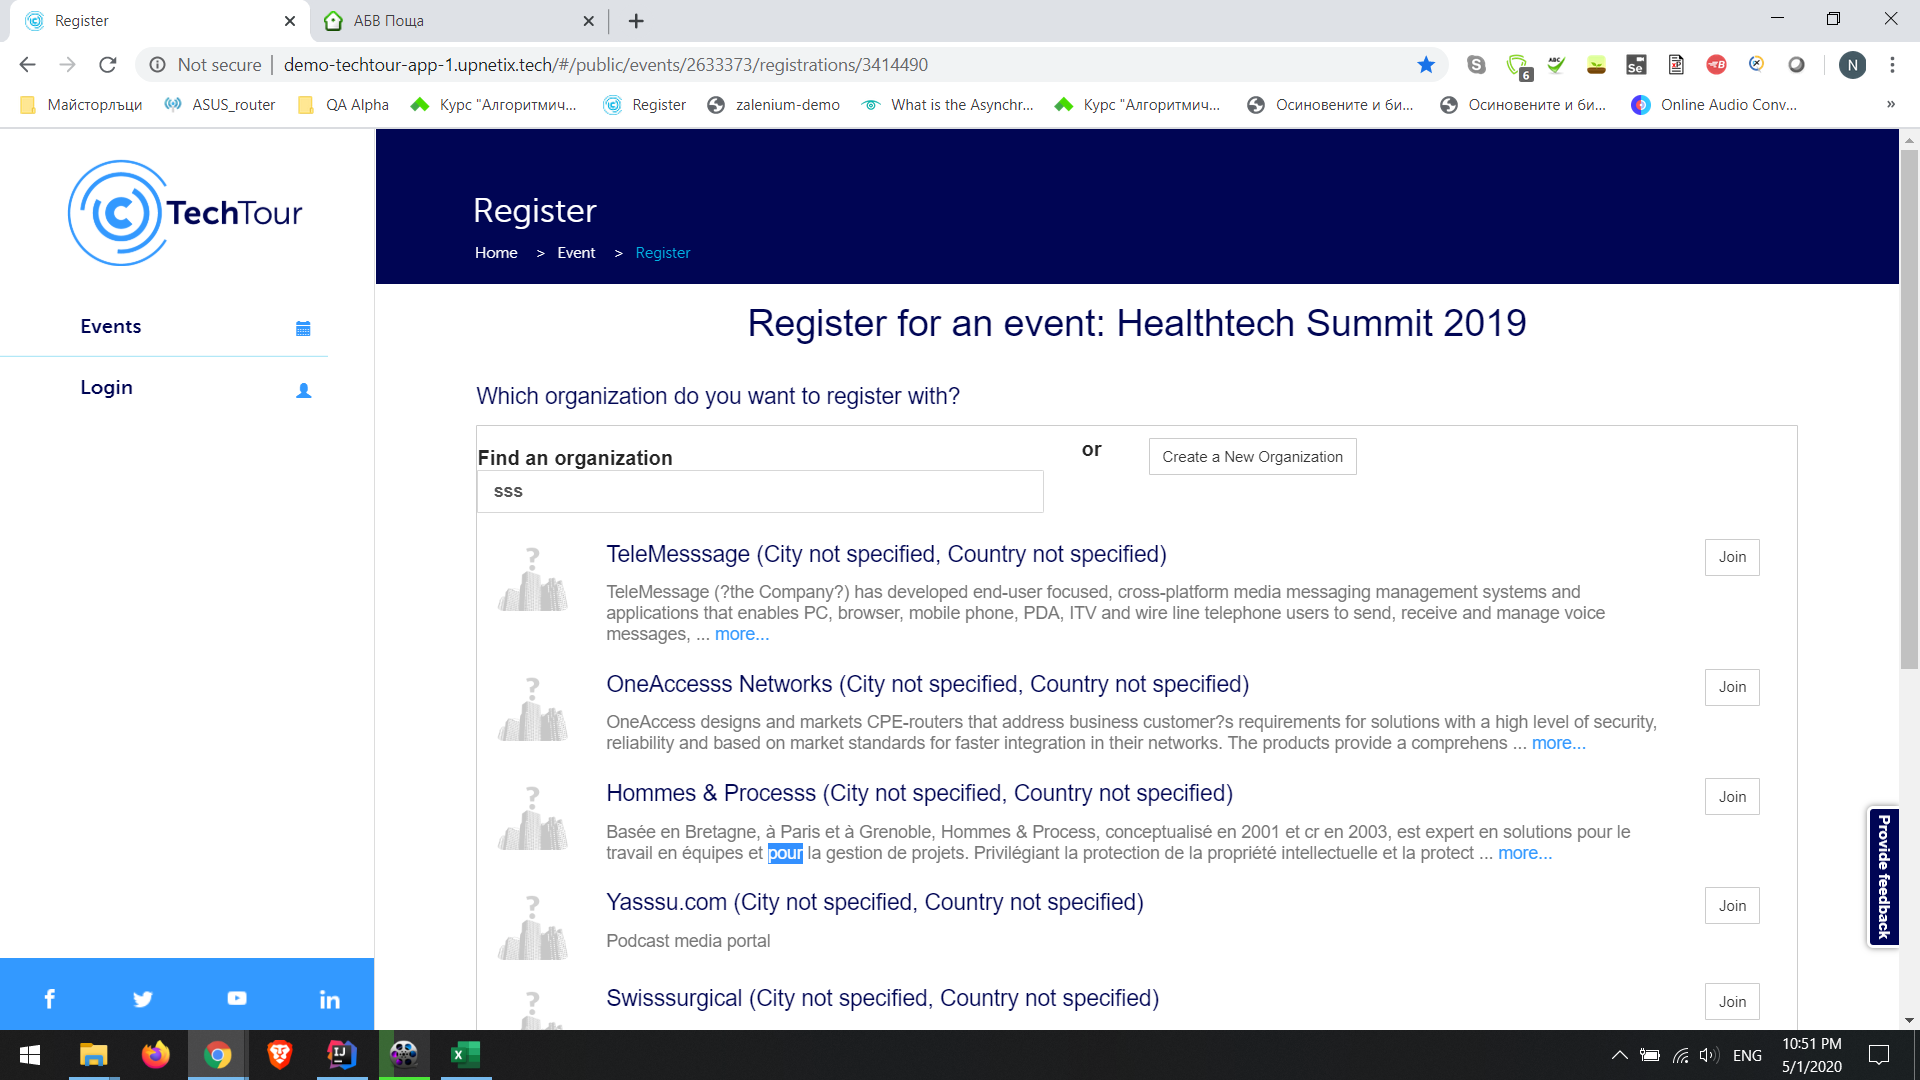 Register
АБВ Поща
Not secure
demo-techtour-app-1.upnetix.tech/#/public/events/2633373/registrations/3414490
6
ABC
Se
N
Майсторлъци
ASUS_router
QA Alpha
Курс "Алгоритмич...
Register
zalenium-demo
What is the Asynchr...
Курс "Алгоритмич...
Осиновените и би...
Осиновените и би...
Online Audio Conv...
»
TechTour
Register
Home > Event > Register
Events
Login
Register for an event: Healthtech Summit 2019
Which organization do you want to register with?
Find an organization
or
Create a New Organization
sss
TeleMesssage (City not specified, Country not specified)
Join
TeleMessage (?the Company?) has developed end-user focused, cross-platform media messaging management systems and
applications that enables PC, browser, mobile phone, PDA, ITV and wire line telephone users to send, receive and manage voice
messages, ... more...
OneAccesss Networks (City not specified, Country not specified)
Join
OneAccess designs and markets CPE-routers that address business customer?s requirements for solutions with a high level of security,
reliability and based on market standards for faster integration in their networks. The products provide a comprehens ... more...
Hommes & Processs (City not specified, Country not specified)
Join
Basée en Bretagne, à Paris et à Grenoble, Hommes & Process, conceptualisé en 2001 et cr en 2003, est expert en solutions pour le
travail en équipes et pour la gestion de projets. Privilégiant la protection de la propriété intellectuelle et la protect ... more...
Yasssu.com (City not specified, Country not specified)
Join
Podcast media portal
Swisssurgical (City not specified, Country not specified)
Join
Provide feedback
ENG
10:51 PM
5/1/2020